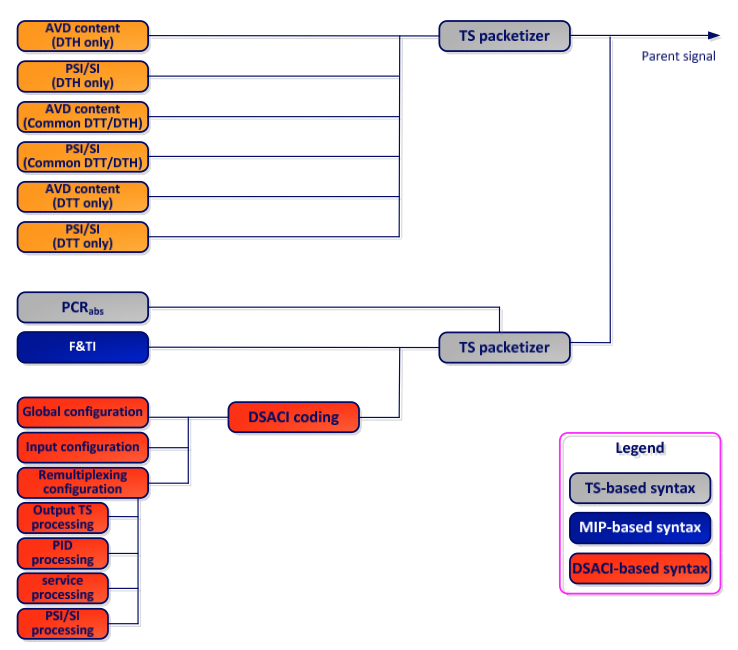 AVD content
(DTH only)
TS packetizer
Parent signal
PSI/SI
(DTH only)
AVD content
(Common DTT/DTH)
PSI/SI
(Common DTT/DTH)
AVD content
(DTT only)
PSI/SI
(DTT only)
PCRabs
F&TI
TS packetizer
Global configuration
DSACI coding
Input configuration
Remultiplexing
configuration
Output TS
processing
PID
processing
service
processing
PSI/SI
processing
Legend
TS-based syntax
MIP-based syntax
DSACI-based syntax